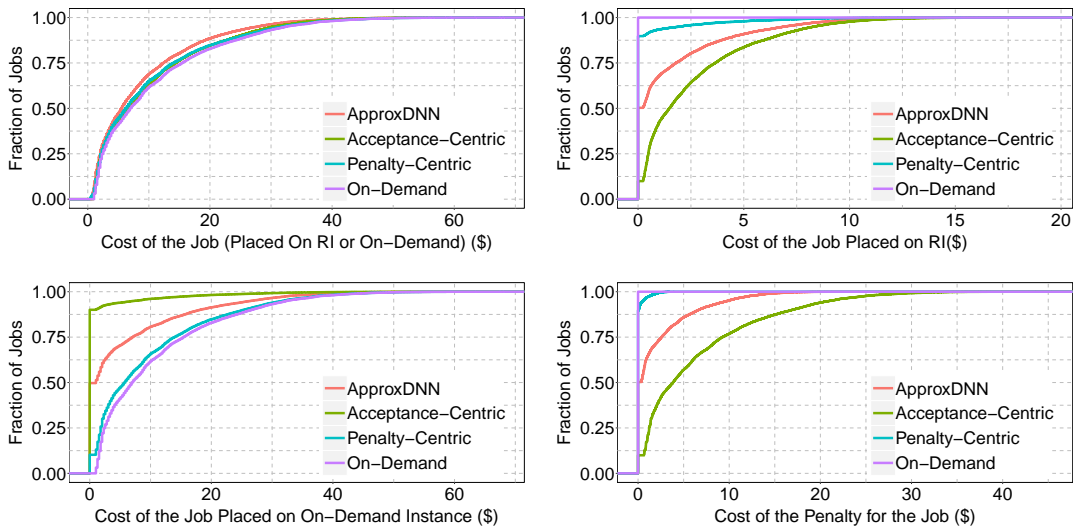 1.00
0.75
0.50
0.25
0.00
Fraction of Jobs
ApproxDNN
Acceptance−Centric
Penalty−Centric
On−Demand
0
20
40
60
Cost of the Job (Placed On RI or On−Demand) ($)
1.00
0.75
0.50
0.25
0.00
Fraction of Jobs
ApproxDNN
Acceptance−Centric
Penalty−Centric
On−Demand
0
5
10
15
20
Cost of the Job Placed on RI($)
1.00
0.75
0.50
0.25
0.00
Fraction of Jobs
ApproxDNN
Acceptance−Centric
Penalty−Centric
On−Demand
0
20
40
60
Cost of the Job Placed on On−Demand Instance ($)
1.00
0.75
0.50
0.25
0.00
Fraction of Jobs
ApproxDNN
Acceptance−Centric
Penalty−Centric
On−Demand
0
10
20
30
40
Cost of the Penalty for the Job ($)